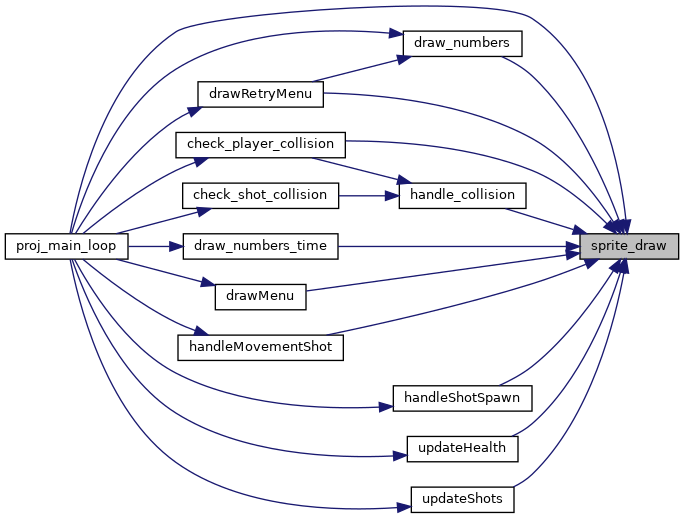 draw_numbers
drawRetryMenu
check_player_collision
check_shot_collision
handle_collision
proj_main_loop
draw_numbers_time
sprite_draw
drawMenu
handleMovementShot
handleShotSpawn
updateHealth
updateShots